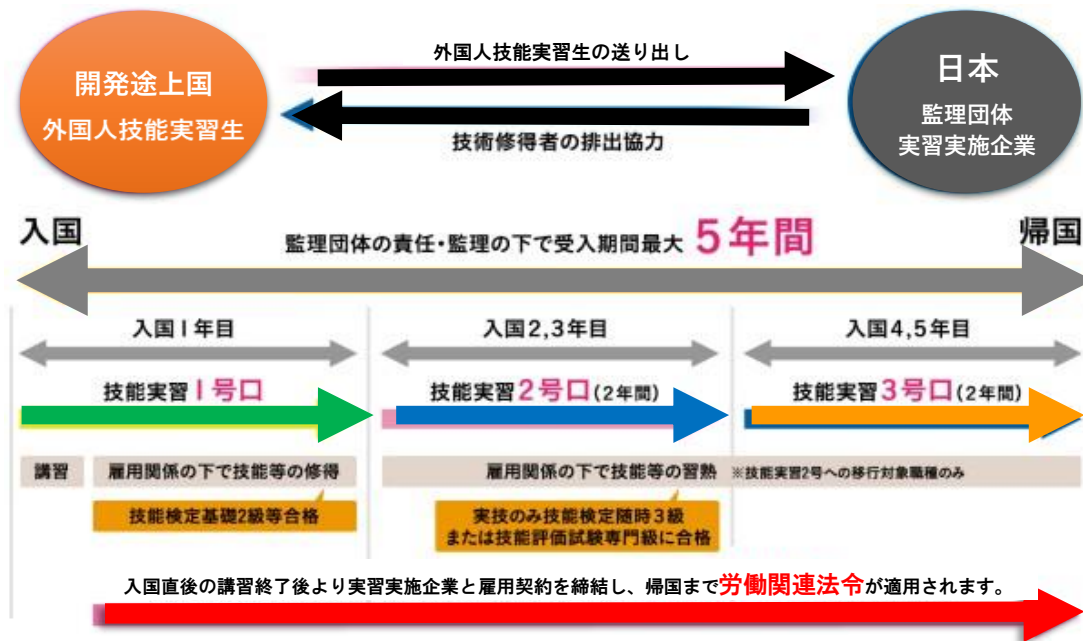 開発途上国
外国人技能実習生
外国人技能実習生の送り出し
技術修得者の排出協力
日本
監理団体
実習実施企業
入国
監理団体の責任・監理の下で受入期間最大 5年間
帰国
入国1年目
入国2,3年目
入国4,5年目
技能実習1号口
技能実習2号口(2年間)
技能実習3号口(2年間)
講習
雇用関係の下で技能等の修得
雇用関係の下で技能等の習熟 ※技能実習2号への移行対象職種のみ
技能検定基礎2級等合格
実技のみ技能検定随時3級
または技能評価試験専門級に合格
入国直後の講習終了後より実習実施企業と雇用契約を締結し、帰国まで労働関連法令が適用されます。